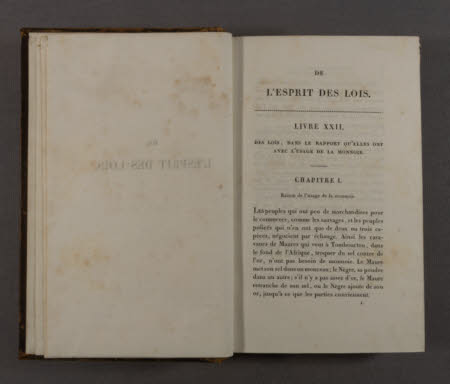 DE
L'ESPRIT DES LOIS.
LIVRE XXII.
DES LOIS, DANS LE RAPPORT QU'ELLES ONT
AVEC L'USAGE DE LA MONNOIE.
CHAPITRE I.
Raison de l'usage de la monnoie.
Les peuples qui ont peu de marchandises pour
le commerce, comme les sauvages, et les peuples
policés qui n'en ont que de deux ou trois es-
pèces, négocient par échange. Ainsi les cara-
vanes de Maures qui vont à Tombouctou, dans
le fond de l'Afrique, troquer du sel contre de
l'or, n'ont pas besoin de monnoie. Le Maure
met son sel dans un monceau; le Nègre, sa poudre
dans un autre; s'il n'y a pas assez d'or, le Maure
retranche de son sel, ou le Nègre ajoute de son
or, jusqu'à ce que les parties conviennent.